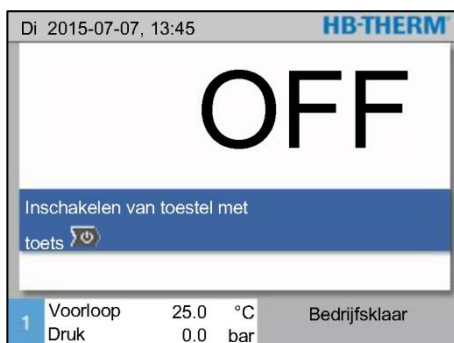 Di 2015-07-07, 13:45 HB-THERM
OFF
Inschakelen van toestel met
toets
1 Voorloop 25.0 °C Bedrijfsklaar
Druk 0.0 bar